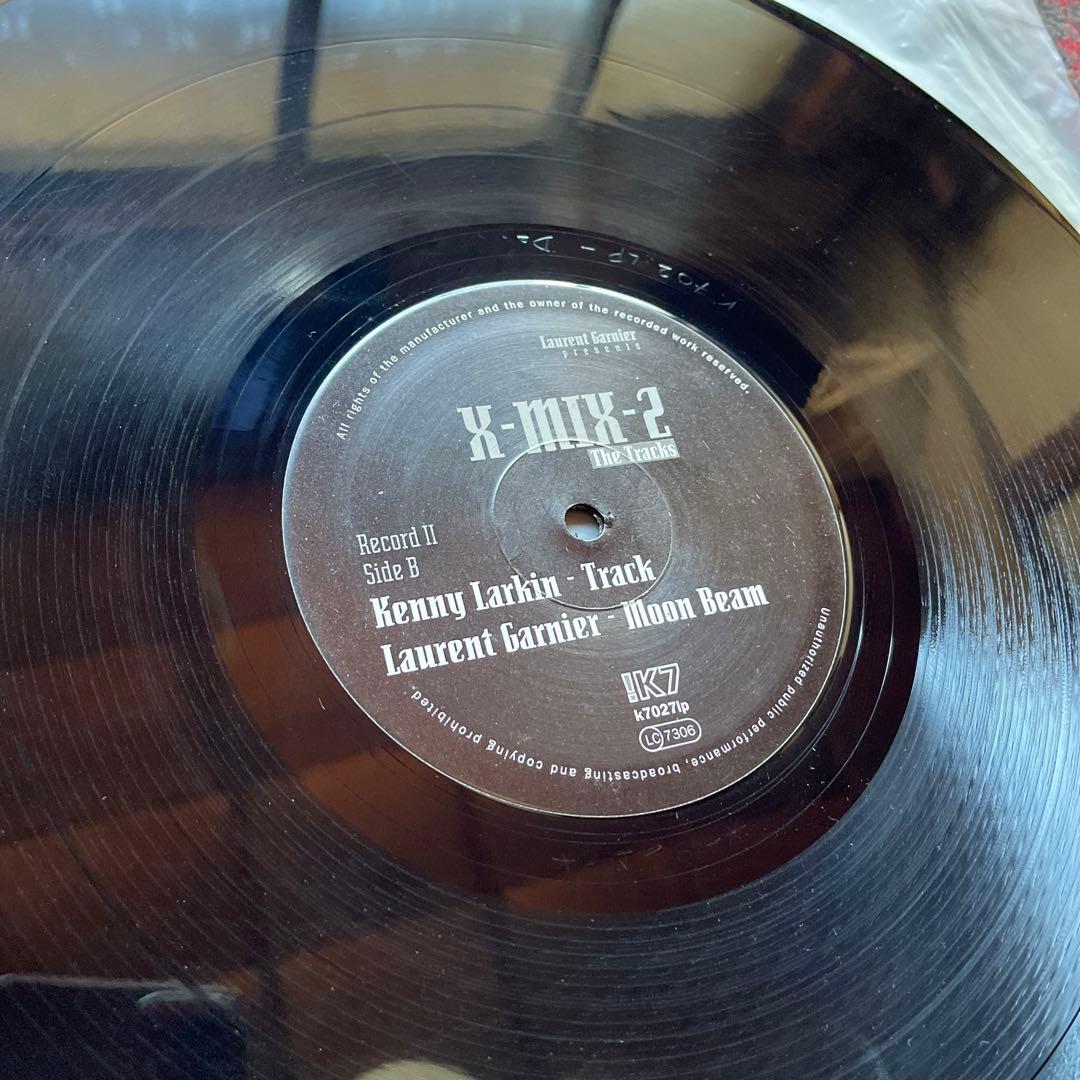 All rights of the manufacturer and the owner of the recorded work reserved.
Laurent Garnier
presents
X-MIX-2
The Tracks
Record II
Side B
Kenny Larkin - Track
Laurent Garnier - Moon Beam
!K7
k7027lp
LC 7306
Unauthorized public performance, broadcasting and copying prohibited.